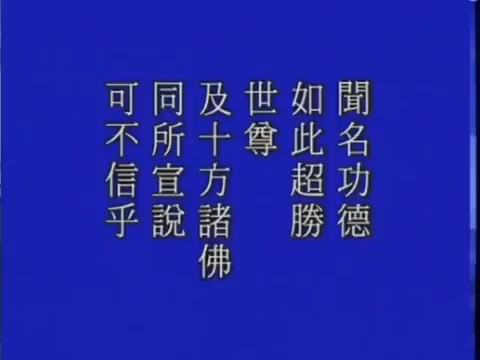 聞名功德
如此超勝
世尊
及十方諸佛
同所宣說
可不信乎